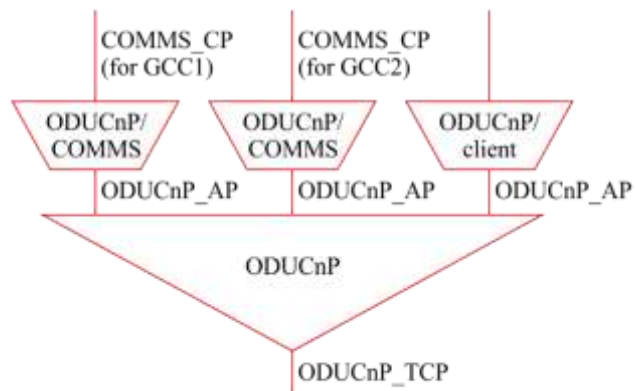 COMMS_CP
(for GCC1)
COMMS_CP
(for GCC2)
ODUCnP/
COMMS
ODUCnP/
COMMS
ODUCnP/
client
ODUCnP_AP
ODUCnP_AP
ODUCnP_AP
ODUCnP
ODUCnP_TCP